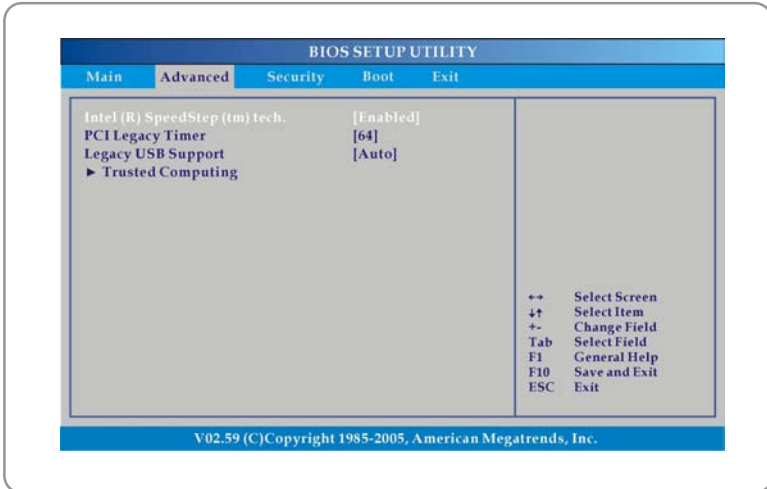 BIOS SETUP UTILITY
Main Advanced Security Boot Exit
Intel (R) SpeedStep (tm) tech. [Enabled]
PCI Legacy Timer [64]
Legacy USB Support [Auto]
► Trusted Computing
↔ Select Screen
↓↑ Select Item
+- Change Field
Tab Select Field
F1 General Help
F10 Save and Exit
ESC Exit
V02.59 (C)Copyright 1985-2005, American Megatrends, Inc.